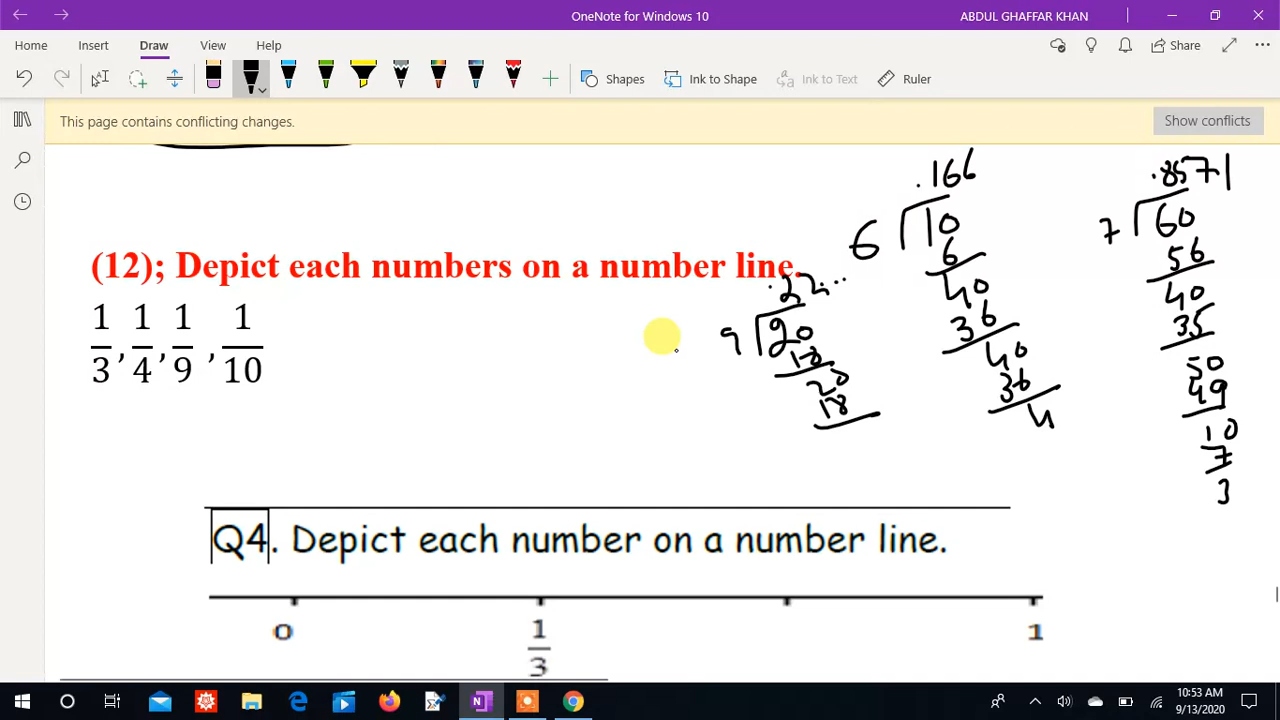 OneNote for Windows 10
ABDUL GHAFFAR KHAN
Home Insert Draw View Help
Share
Shapes Ink to Shape Ink to Text Ruler
This page contains conflicting changes.
Show conflicts
(12); Depict each numbers on a number line.
1/3, 1/4, 1/9, 1/10
.22..
9 20
18
20
18
.166
6 10
6
40
36
40
36
4
.8571
7 60
56
40
35
50
49
10
7
3
Q4. Depict each number on a number line.
0 1/3 1
10:53 AM
9/13/2020